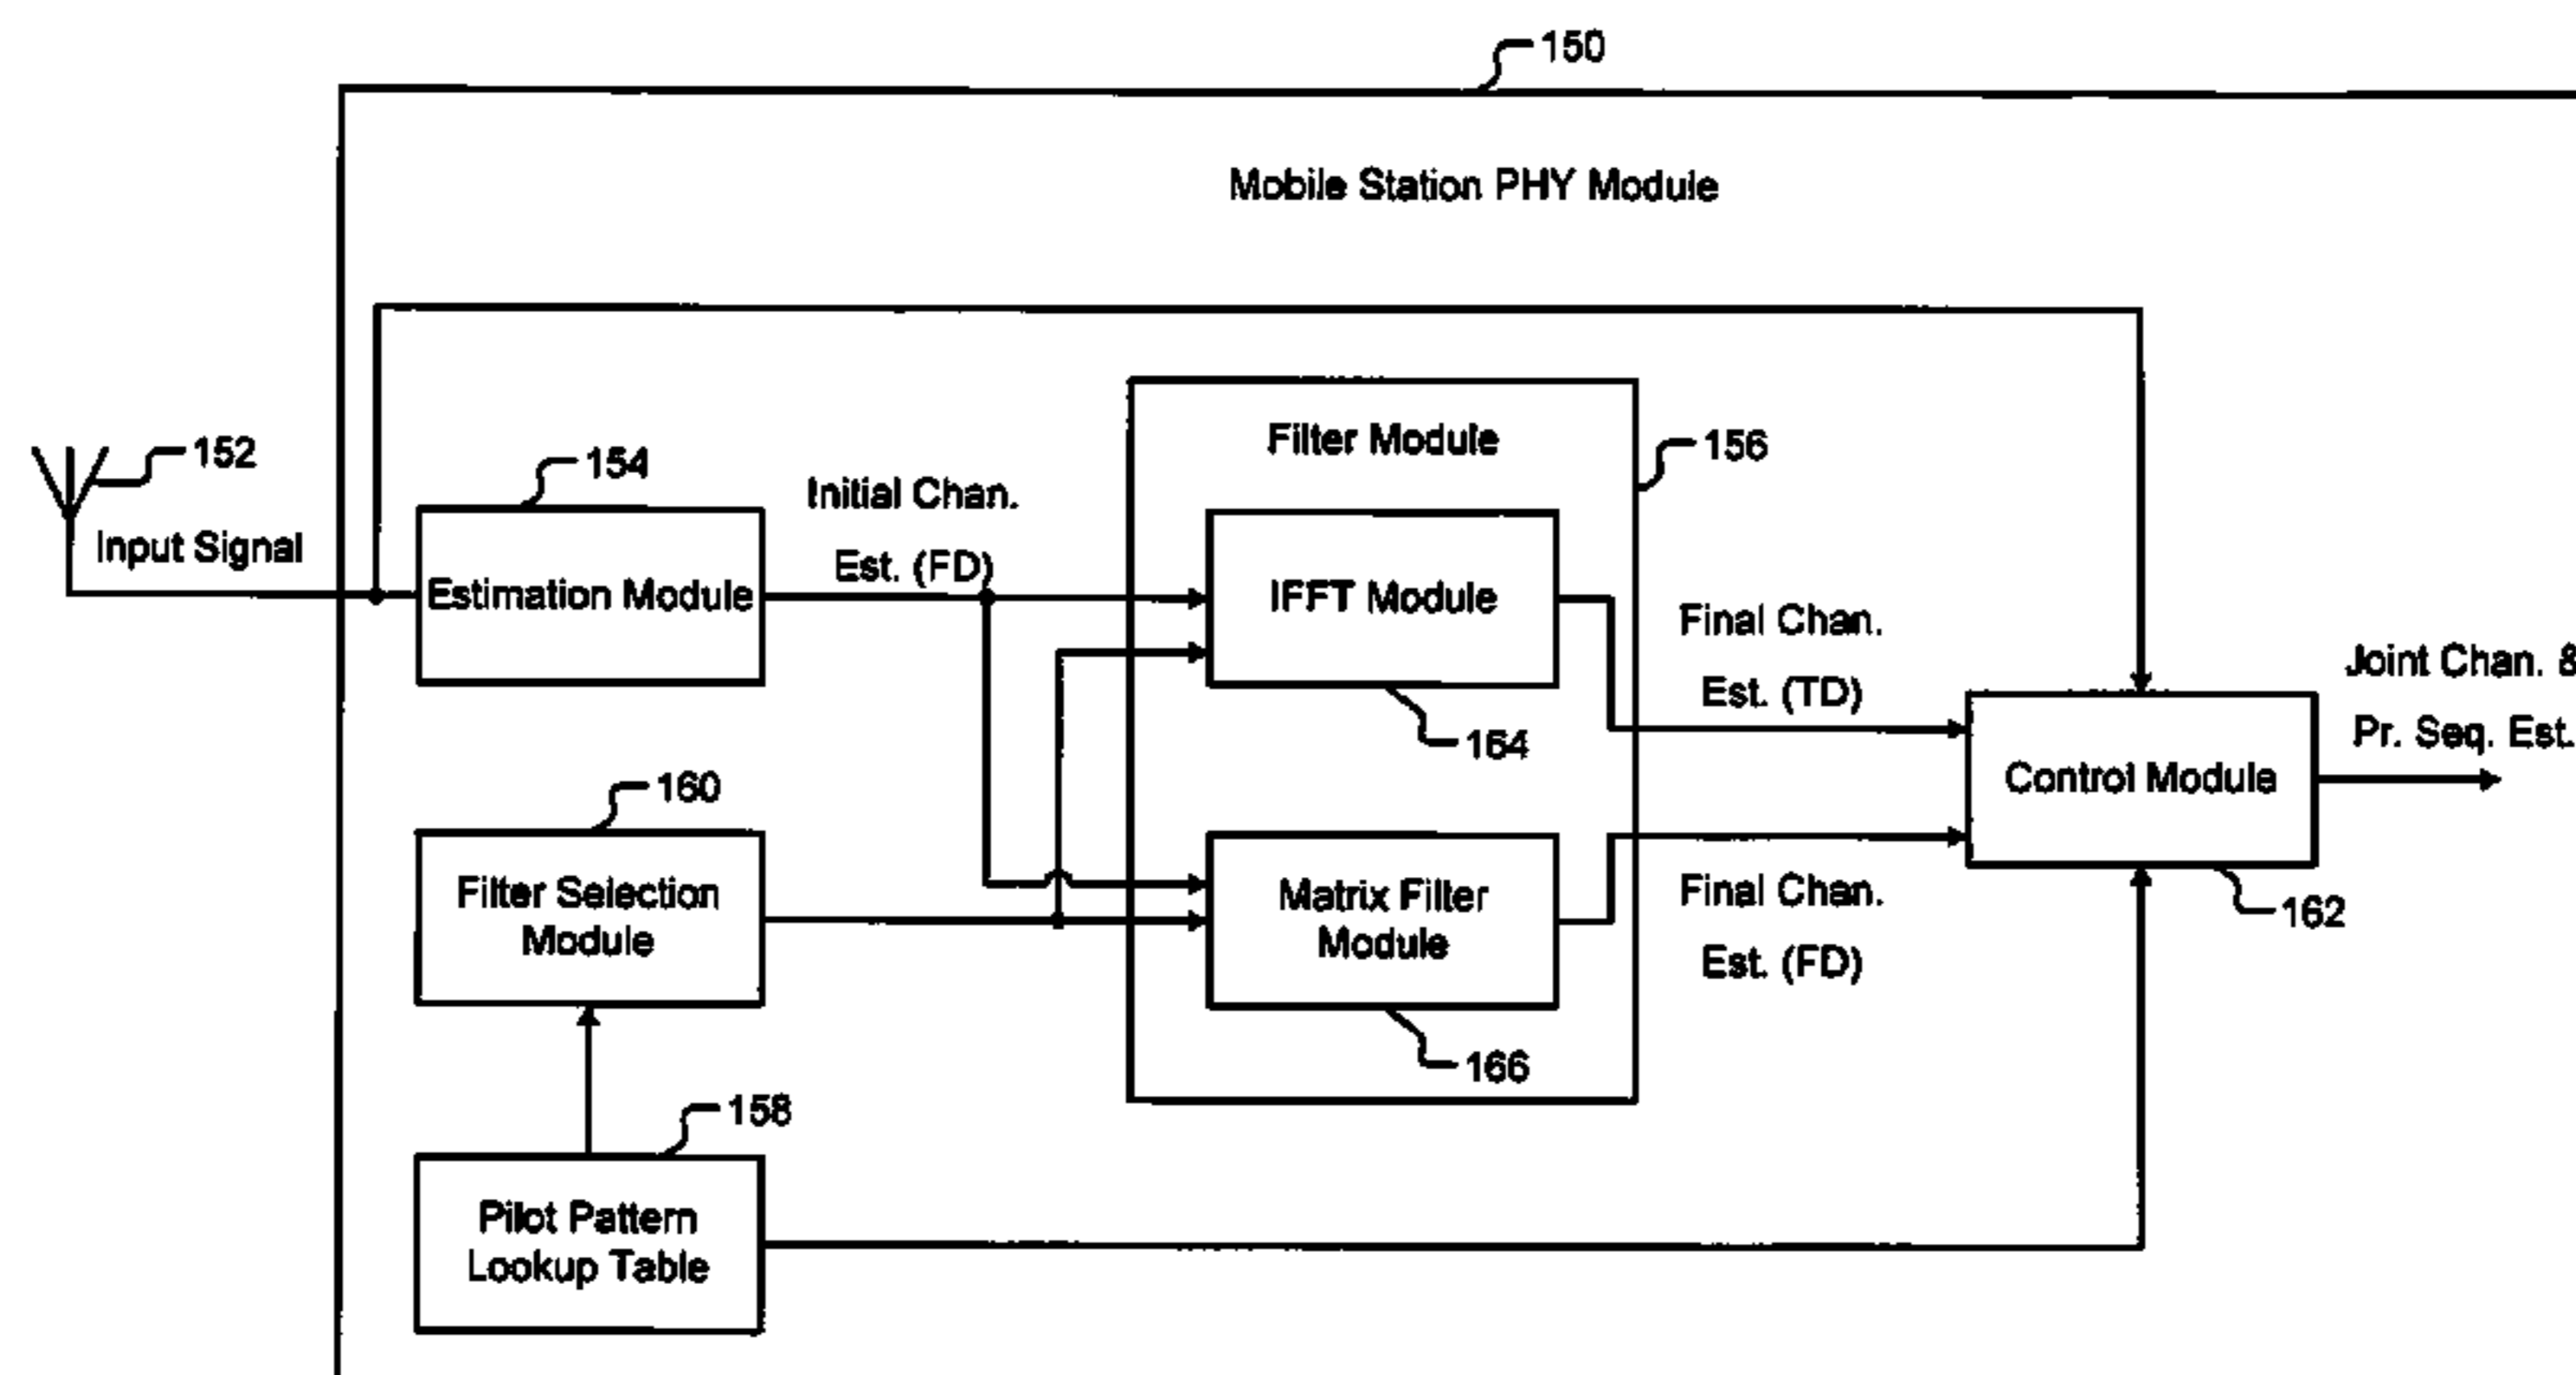 150
Mobile Station PHY Module
152
Input Signal
154
Estimation Module
Initial Chan.
Est. (FD)
Filter Module
156
IFFT Module
164
Final Chan.
Est. (TD)
Joint Chan. &
Pr. Seq. Est.
Control Module
162
160
Filter Selection
Module
Matrix Filter
Module
166
Final Chan.
Est. (FD)
158
Pilot Pattern
Lookup Table